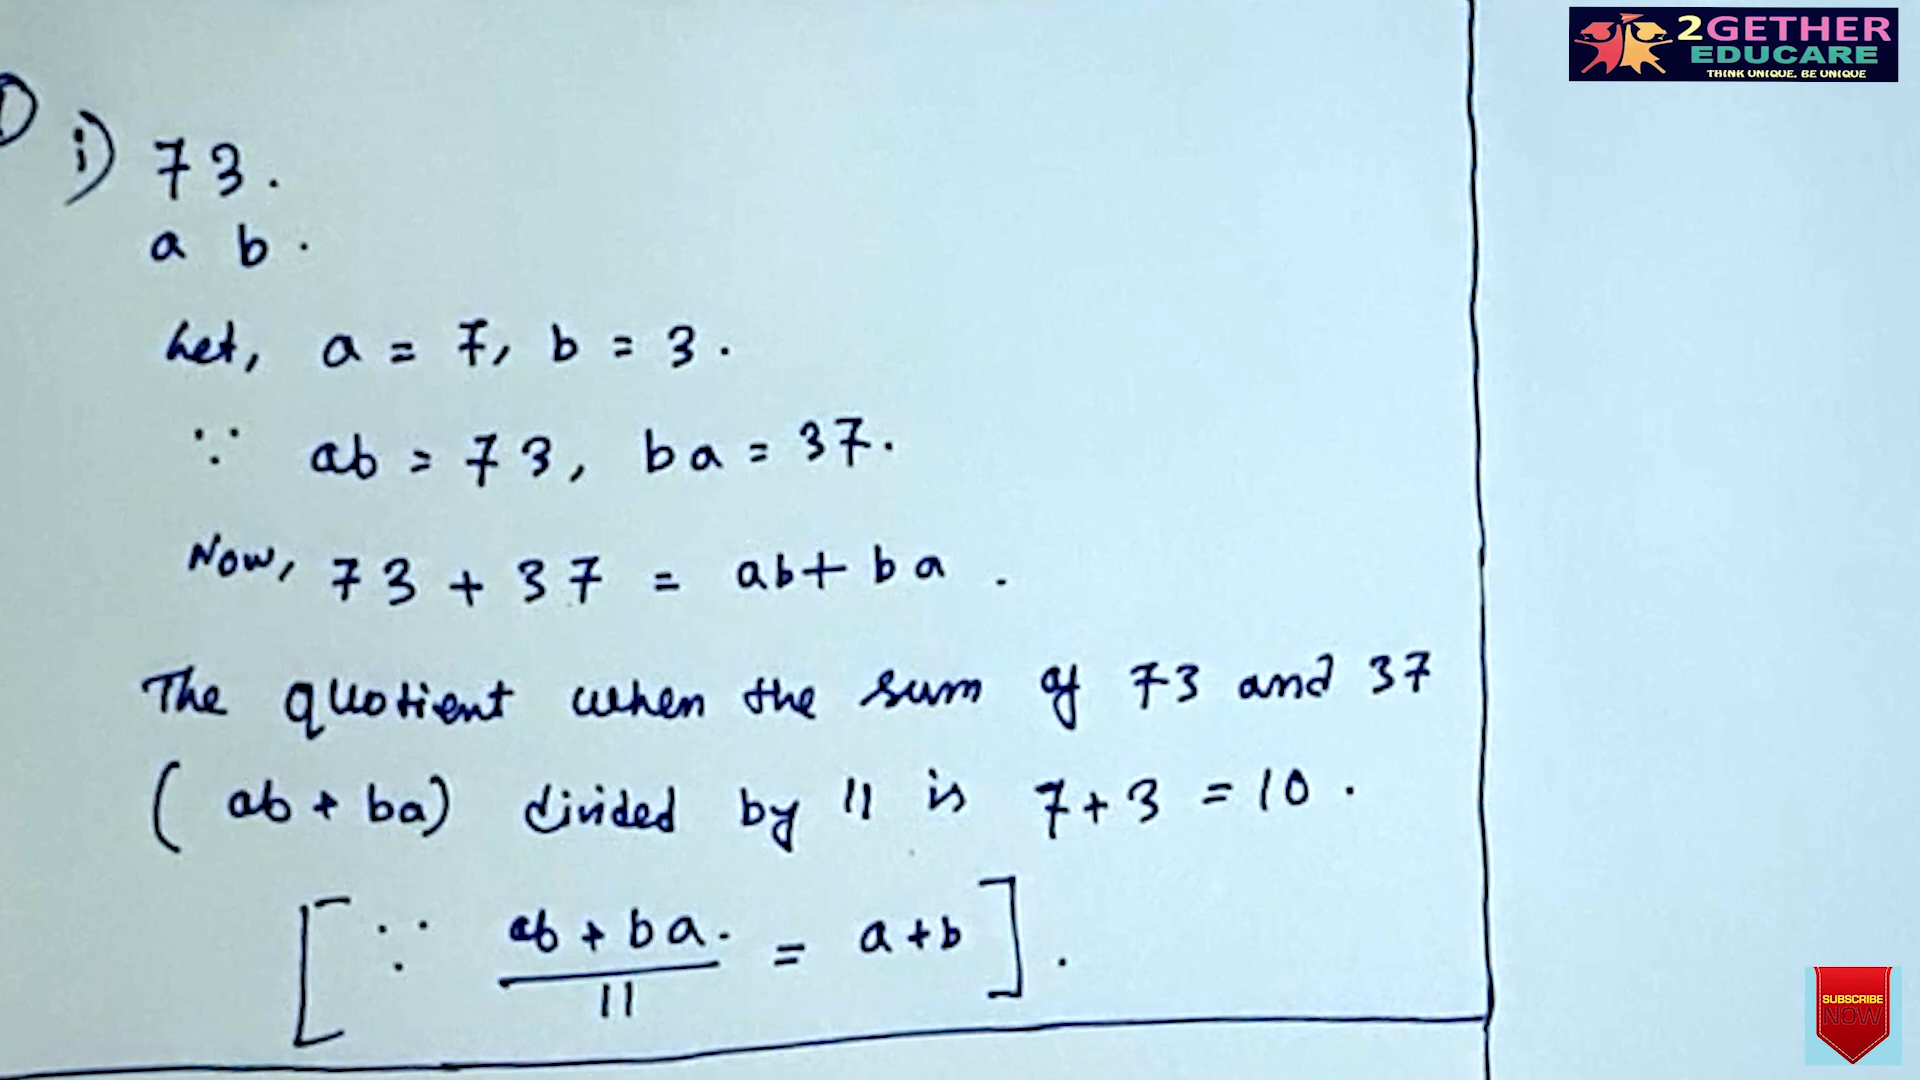 2GETHER
EDUCARE
THINK UNIQUE. BE UNIQUE
i) 73.
a b.
Let, a = 7, b = 3.
∵ ab = 73, ba = 37.
Now, 73 + 37 = ab + ba.
The quotient when the sum of 73 and 37
(ab + ba) divided by 11 is 7+3 = 10.
[∵ ab + ba. / 11 = a+b].
SUBSCRIBE
NOW